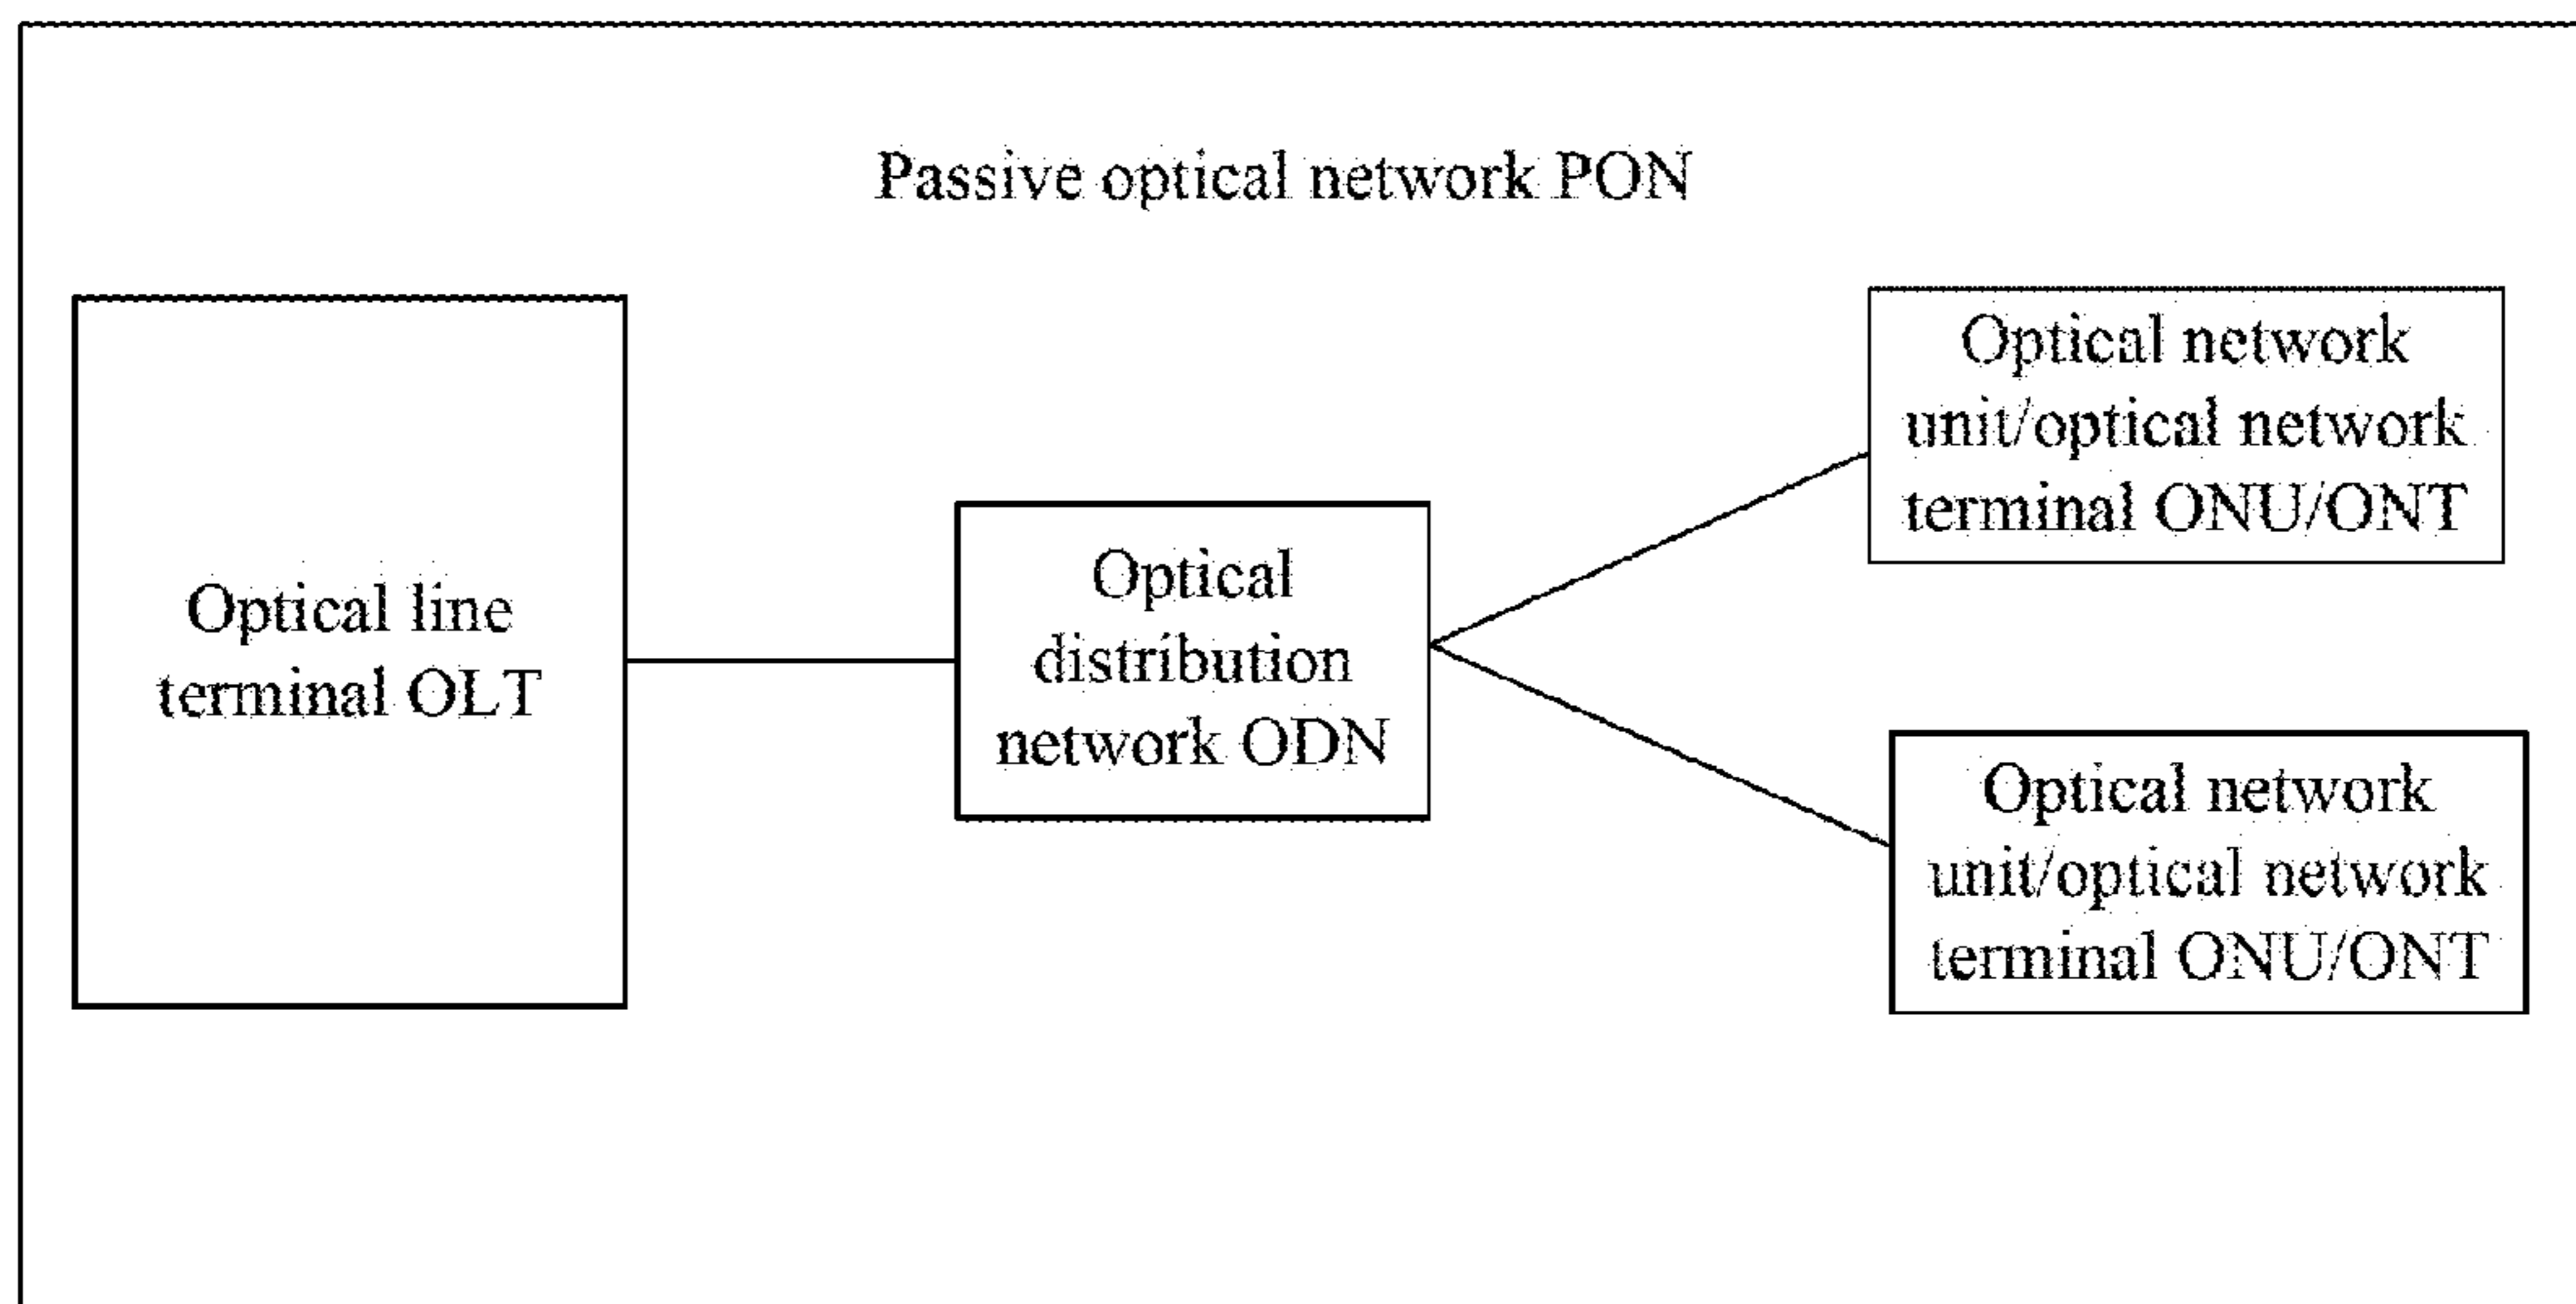 Passive optical network PON
Optical line
terminal OLT
Optical
distribution
network ODN
Optical network
unit/optical network
terminal ONU/ONT
Optical network
unit/optical network
terminal ONU/ONT